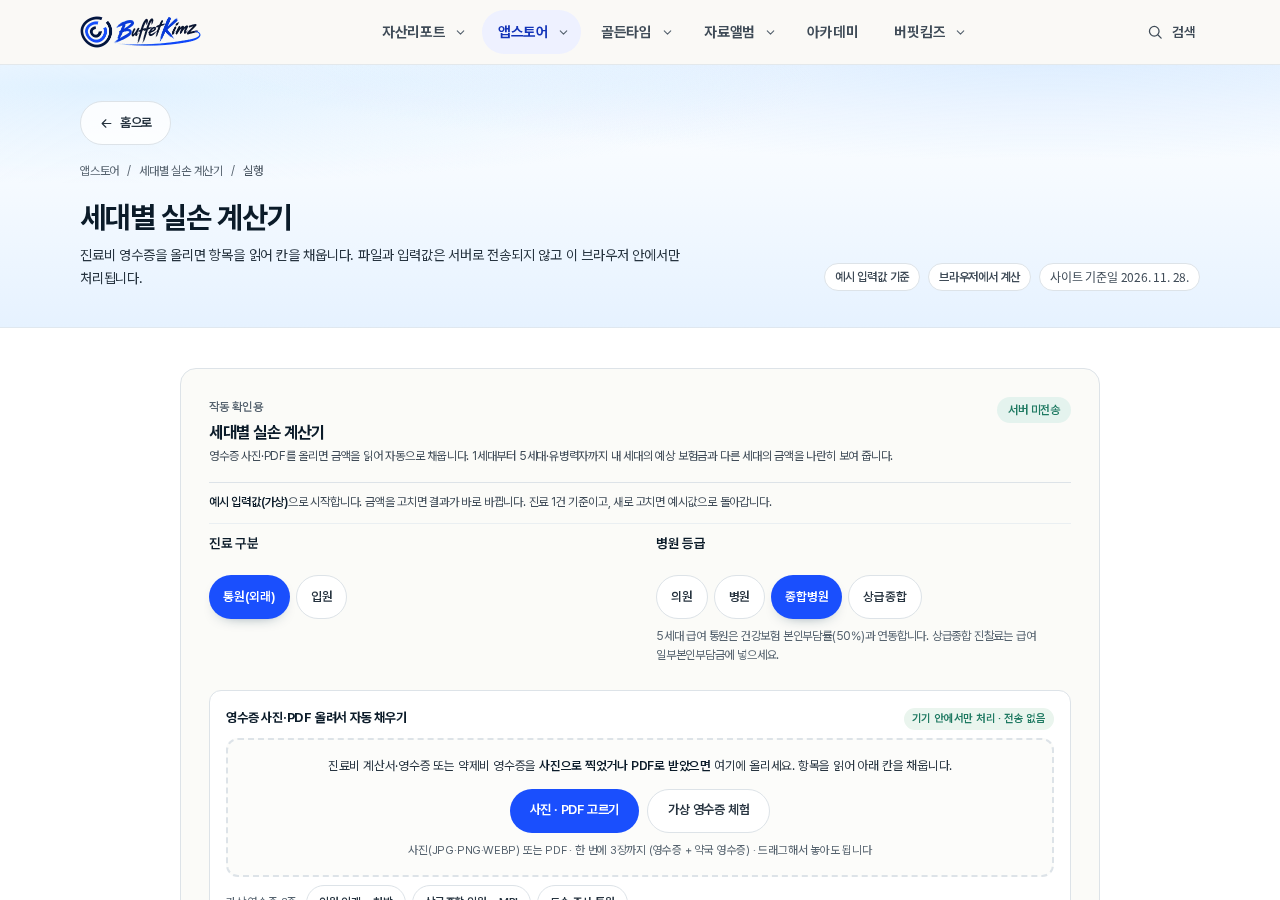 BuffetKimz 자산리포트 앱스토어 골든타임 자료앨범 아카데미 버핏킴즈 검색
← 홈으로
앱스토어 / 세대별 실손 계산기 / 실행
세대별 실손 계산기
진료비 영수증을 올리면 항목을 읽어 칸을 채웁니다. 파일과 입력값은 서버로 전송되지 않고 이 브라우저 안에서만
처리됩니다.
예시 입력값 기준 브라우저에서 계산 사이트 기준일 2026. 11. 28.
작동 확인용
서버 미전송
세대별 실손 계산기
영수증 사진·PDF를 올리면 금액을 읽어 자동으로 채웁니다. 1세대부터 5세대·유병력자까지 내 세대의 예상 보험금과 다른 세대의 금액을 나란히 보여 줍니다.
예시 입력값(가상)으로 시작합니다. 금액을 고치면 결과가 바로 바뀝니다. 진료 1건 기준이고, 새로 고치면 예시값으로 돌아갑니다.
진료 구분
통원(외래) 입원
병원 등급
의원 병원 종합병원 상급종합
5세대 급여 통원은 건강보험 본인부담률(50%)과 연동합니다. 상급종합 진찰료는 급여
일부본인부담금에 넣으세요.
영수증 사진·PDF 올려서 자동 채우기
기기 안에서만 처리 · 전송 없음
진료비 계산서·영수증 또는 약제비 영수증을 사진으로 찍었거나 PDF로 받았으면 여기에 올리세요. 항목을 읽어 아래 칸을 채웁니다.
사진 · PDF 고르기 가상 영수증 체험
사진(JPG·PNG·WEBP) 또는 PDF · 한 번에 3장까지 (영수증 + 약국 영수증) · 드래그해서 놓아도 됩니다